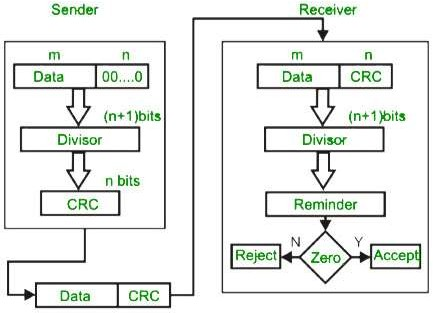 Sender
m n
Data 00....0
(n+1)bits
Divisor
n bits
CRC
Data CRC
Receiver
m n
Data CRC
(n+1)bits
Divisor
Reminder
N Y
Reject Zero Accept